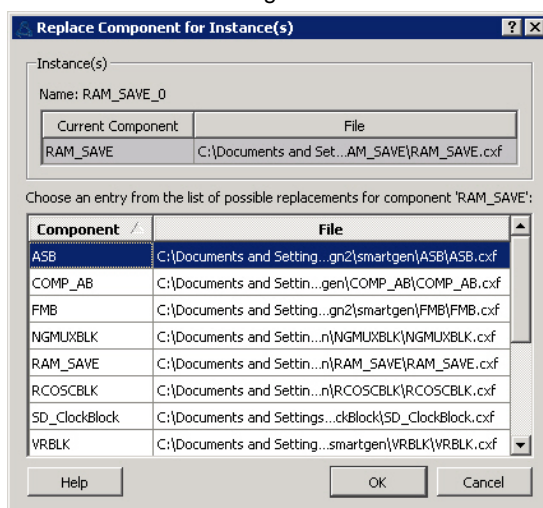 Replace Component for Instance(s)
Instance(s)
Name: RAM_SAVE_0
Current Component File
RAM_SAVE C:\Documents and Set...AM_SAVE\RAM_SAVE.cxf
Choose an entry from the list of possible replacements for component 'RAM_SAVE':
Component File
ASB C:\Documents and Setting...gn2\smartgen\ASB\ASB.cxf
COMP_AB C:\Documents and Settin...gen\COMP_AB\COMP_AB.cxf
FMB C:\Documents and Setting...gn2\smartgen\FMB\FMB.cxf
NGMUXBLK C:\Documents and Settin...n\NGMUXBLK\NGMUXBLK.cxf
RAM_SAVE C:\Documents and Settin...n\RAM_SAVE\RAM_SAVE.cxf
RCOSCBLK C:\Documents and Settin...n\RCOSCBLK\RCOSCBLK.cxf
SD_ClockBlock C:\Documents and Settings...ckBlock\SD_ClockBlock.cxf
VRBLK C:\Documents and Setting...smartgen\VRBLK\VRBLK.cxf
Help OK Cancel